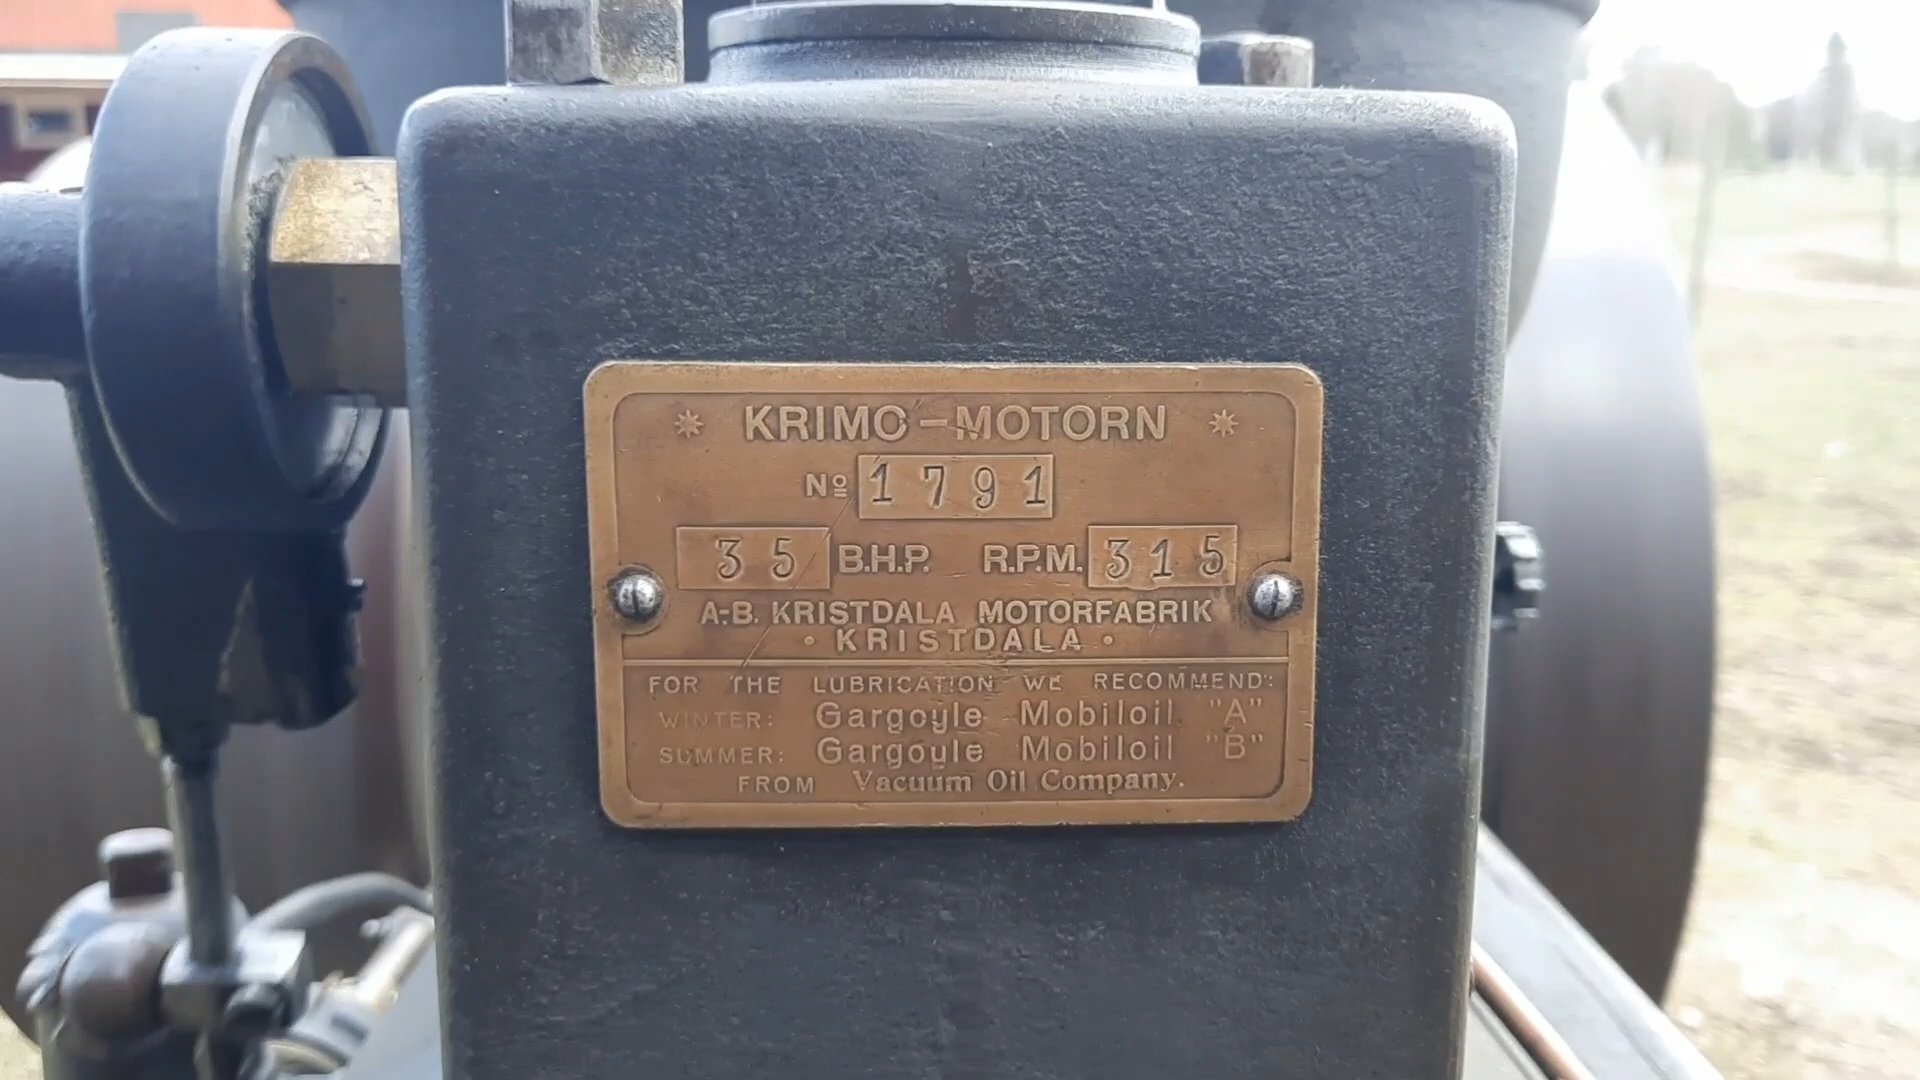 * KRIMO-MOTORN *
Nº 1791
35 B.H.P. R.P.M. 315
A.-B. KRISTDALA MOTORFABRIK
· KRISTDALA ·
FOR THE LUBRICATION WE RECOMMEND:
WINTER: Gargoyle Mobiloil "A"
SUMMER: Gargoyle Mobiloil "B"
FROM Vacuum Oil Company.